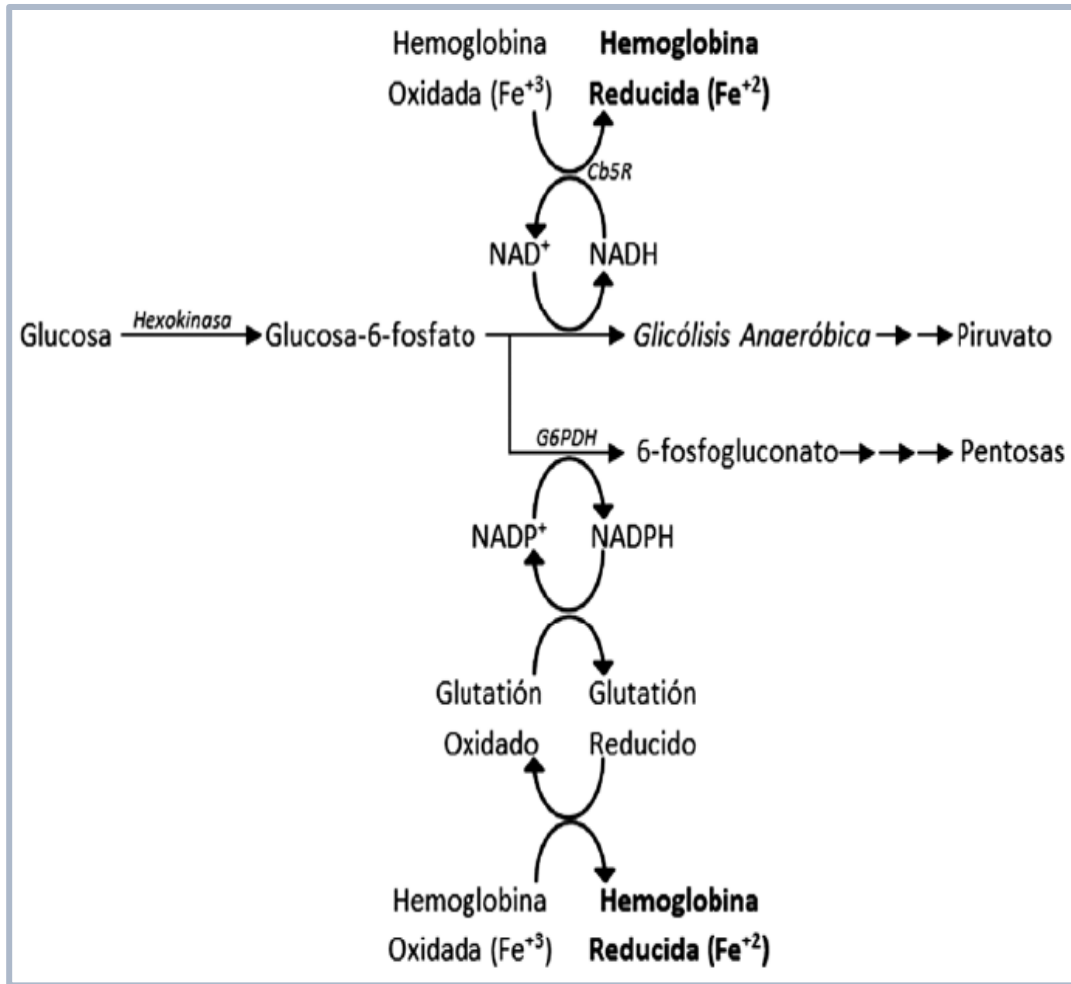 Hemoglobina Hemoglobina
Oxidada (Fe⁺³) Reducida (Fe⁺²)
Cb5R
NAD⁺ NADH
Hexokinasa
Glucosa Glucosa-6-fosfato Glicólisis Anaeróbica Piruvato
G6PDH
6-fosfogluconato Pentosas
NADP⁺ NADPH
Glutatión Glutatión
Oxidado Reducido
Hemoglobina Hemoglobina
Oxidada (Fe⁺³) Reducida (Fe⁺²)